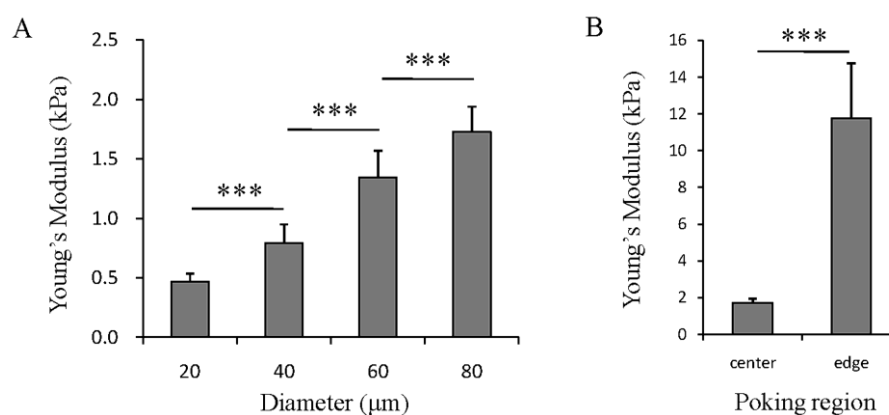 A
Young's Modulus (kPa)
2.5
2.0
1.5
1.0
0.5
0.0
***
***
***
20 40 60 80
Diameter (μm)
B
Young's Modulus (kPa)
16
14
12
10
8
6
4
2
0
***
center edge
Poking region